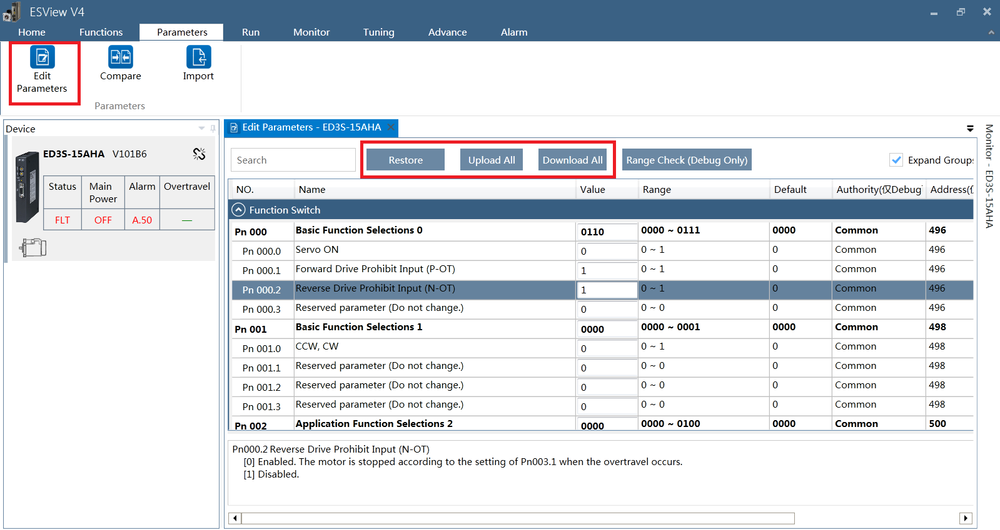 ESView V4
Home Functions Parameters Run Monitor Tuning Advance Alarm
Edit Parameters
Compare
Import
Parameters
Device
ED3S-15AHA V101B6
Status Main Power Alarm Overtravel
FLT OFF A.50 —
Edit Parameters - ED3S-15AHA
Search Restore Upload All Download All Range Check (Debug Only) Expand Groups
NO. Name Value Range Default Authority(仅Debug Address(仅
Function Switch
Pn 000 Basic Function Selections 0 0110 0000 ~ 0111 0000 Common 496
Pn 000.0 Servo ON 0 0 ~ 1 0 Common 496
Pn 000.1 Forward Drive Prohibit Input (P-OT) 1 0 ~ 1 0 Common 496
Pn 000.2 Reverse Drive Prohibit Input (N-OT) 1 0 ~ 1 0 Common 496
Pn 000.3 Reserved parameter (Do not change.) 0 0 ~ 0 0 Common 496
Pn 001 Basic Function Selections 1 0000 0000 ~ 0001 0000 Common 498
Pn 001.0 CCW, CW 0 0 ~ 1 0 Common 498
Pn 001.1 Reserved parameter (Do not change.) 0 0 ~ 0 0 Common 498
Pn 001.2 Reserved parameter (Do not change.) 0 0 ~ 0 0 Common 498
Pn 001.3 Reserved parameter (Do not change.) 0 0 ~ 0 0 Common 498
Pn 002 Application Function Selections 2 0000 0000 ~ 0100 0000 Common 500
Pn000.2 Reverse Drive Prohibit Input (N-OT)
[0] Enabled. The motor is stopped according to the setting of Pn003.1 when the overtravel occurs.
[1] Disabled.
Monitor - ED3S-15AHA